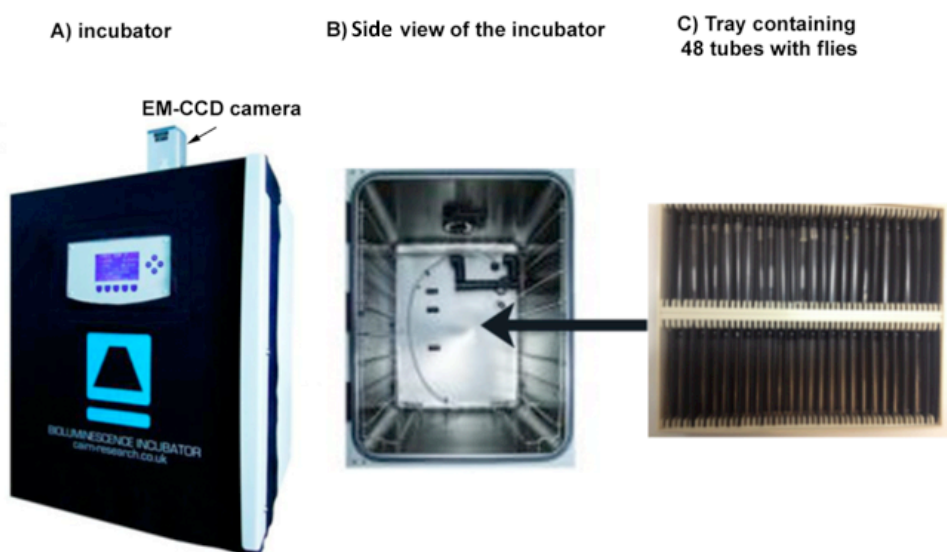 A) incubator
B) Side view of the incubator
C) Tray containing
48 tubes with flies
EM-CCD camera
BIOLUMINESCENCE INCUBATOR
cairn-research.co.uk